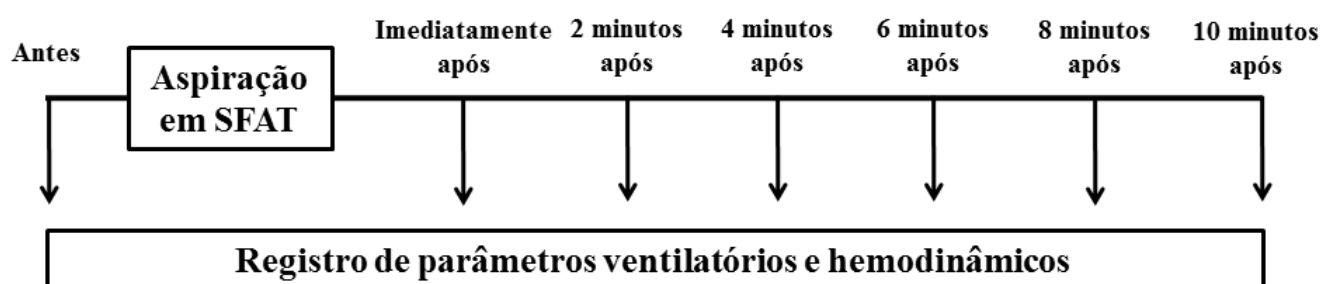 Antes
Aspiração
em SFAT
Imediatamente
após
2 minutos
após
4 minutos
após
6 minutos
após
8 minutos
após
10 minutos
após
Registro de parâmetros ventilatórios e hemodinâmicos